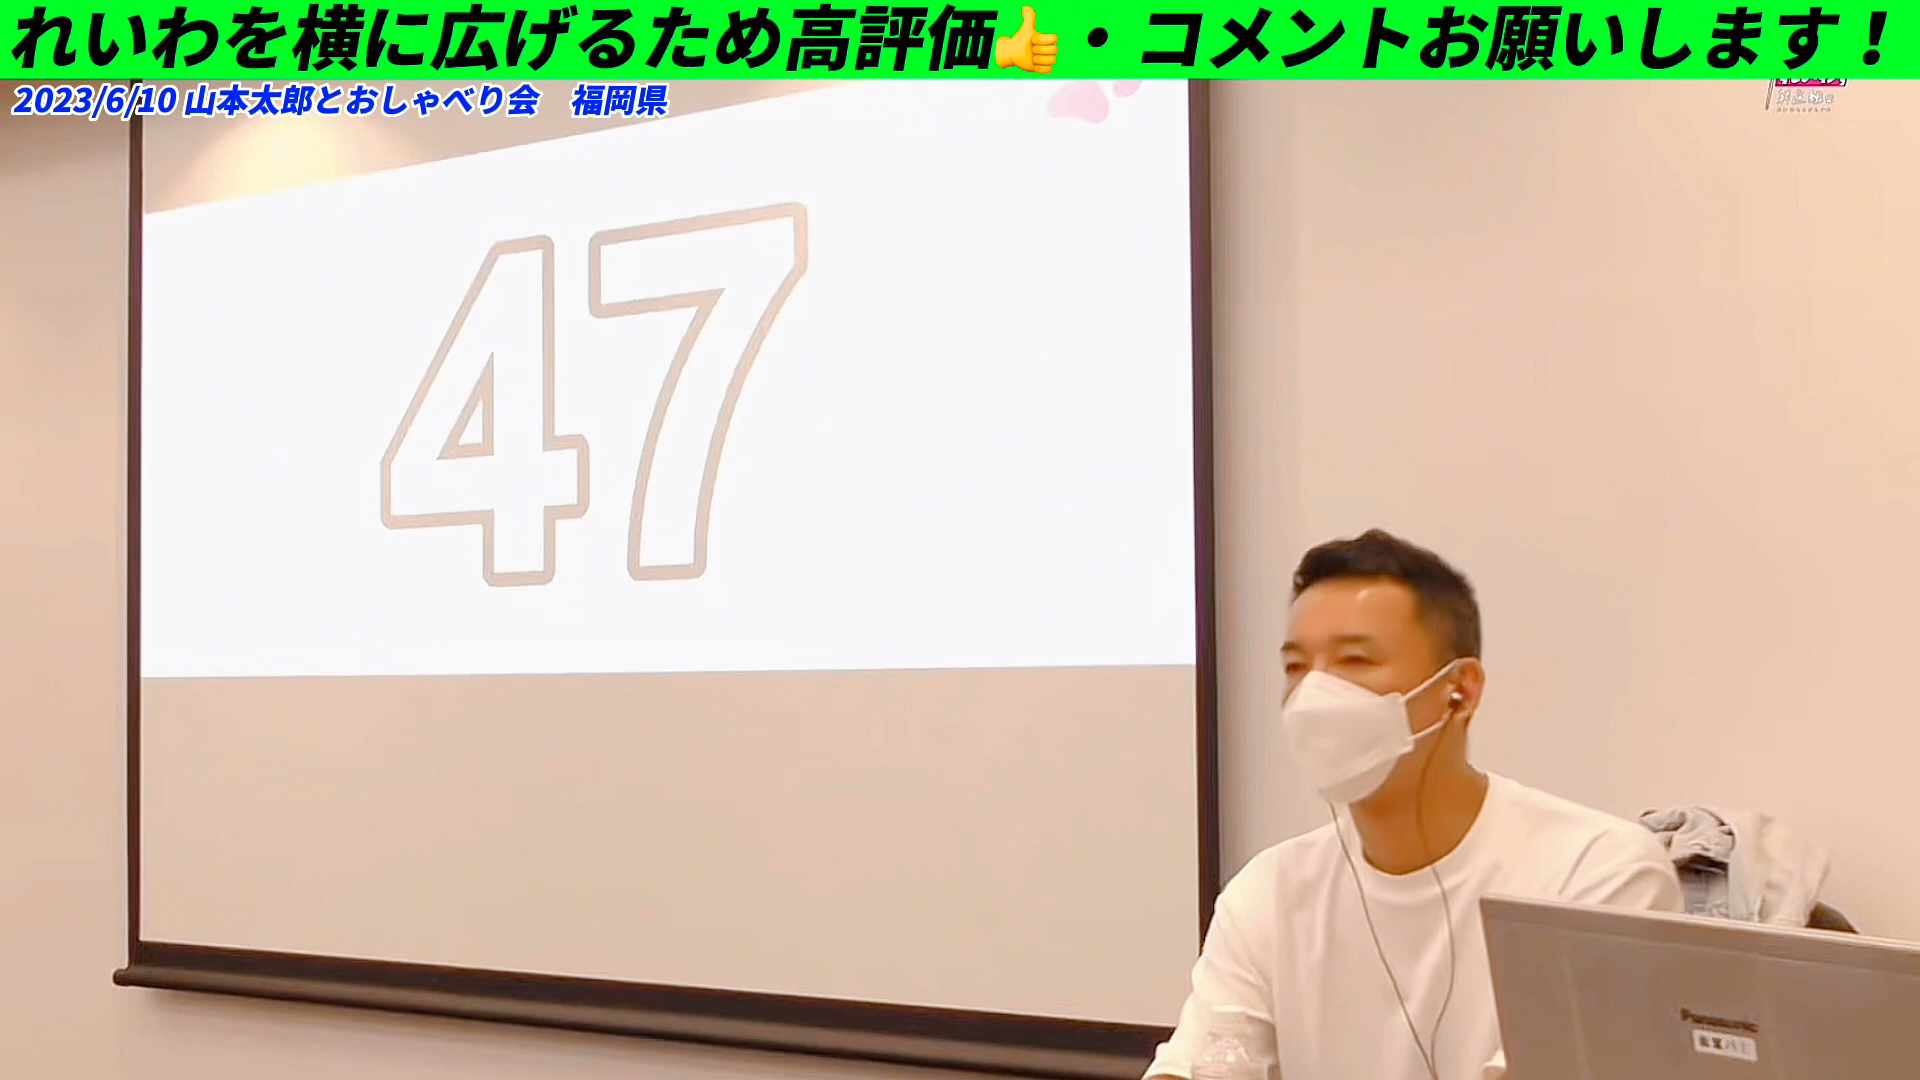 れいわを横に広げるため高評価👍・コメントお願いします！
2023/6/10 山本太郎とおしゃべり会　福岡県
47
Panasonic